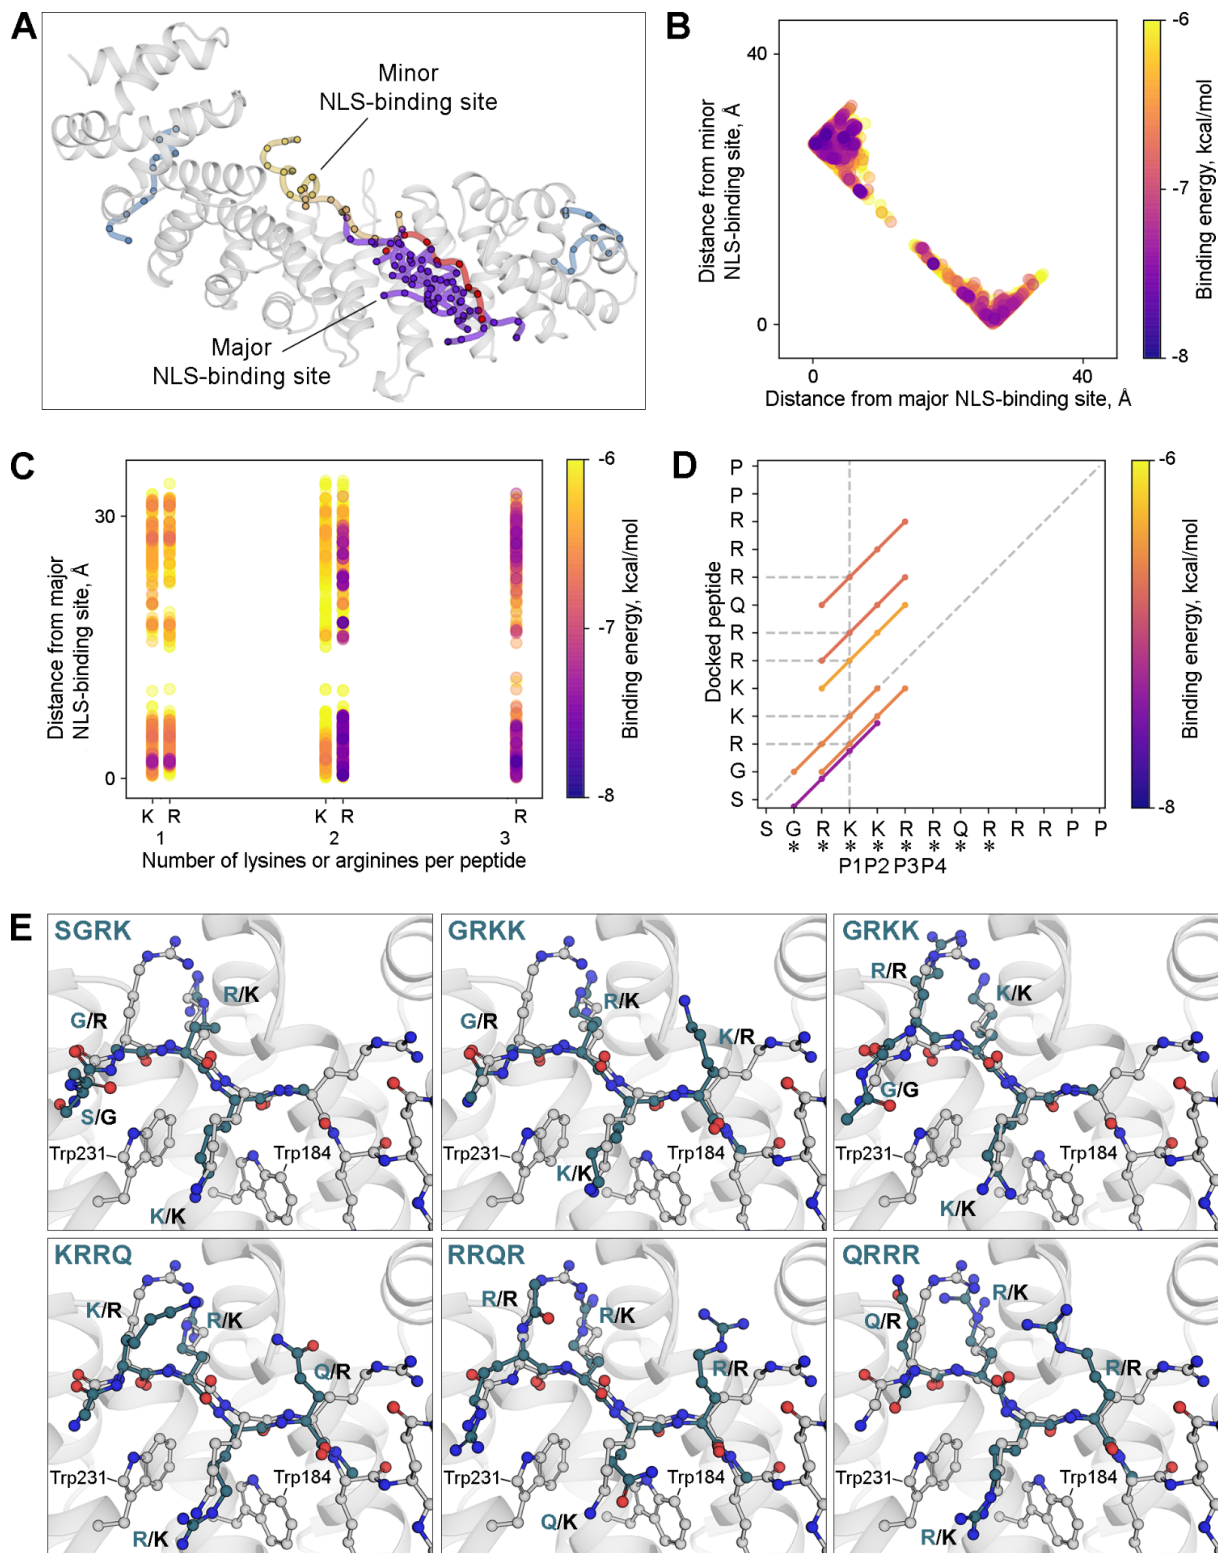 A
Minor
NLS-binding site
Major
NLS-binding site
B
Distance from minor
NLS-binding site, Å
40
0
0
40
Distance from major NLS-binding site, Å
-6
-7
-8
Binding energy, kcal/mol
C
Distance from major
NLS-binding site, Å
30
0
K R
K R
R
1
2
3
Number of lysines or arginines per peptide
-6
-7
-8
Binding energy, kcal/mol
D
Docked peptide
P
P
R
R
R
Q
R
R
K
K
R
G
S
S G R K K R R Q R R R P P
* * * * * * * *
P1 P2 P3 P4
-6
-7
-8
Binding energy, kcal/mol
E
SGRK
R/K
G/R
S/G
Trp231
Trp184
K/K
GRKK
R/K
G/R
K/R
Trp231
Trp184
K/K
GRKK
R/R
K/K
G/G
Trp231
Trp184
K/K
KRRQ
K/R
R/K
Q/R
Trp231
Trp184
R/K
RRQR
R/R
R/K
R/R
Trp231
Trp184
Q/K
QRRR
R/K
Q/R
R/R
Trp231
Trp184
R/K